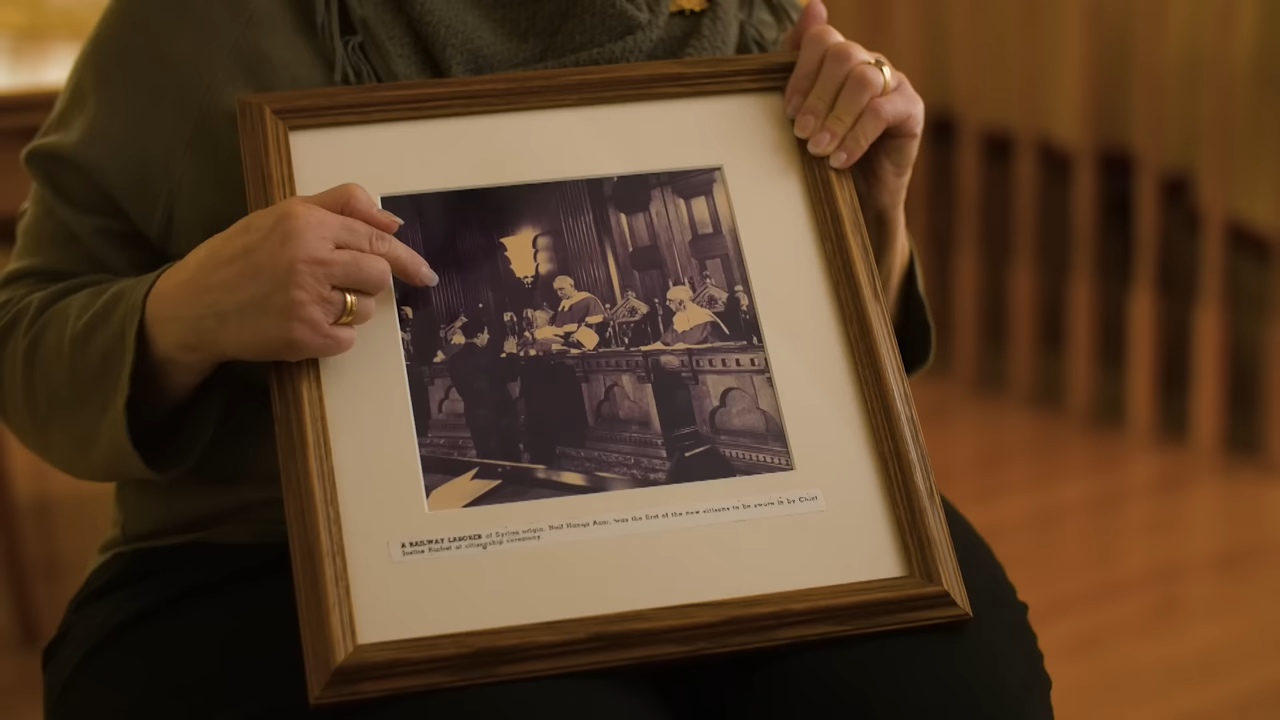 A RAILWAY LABORER of Syrian origin, Naif Hanna Azar, was the first of the new citizens to be sworn in by Chief
Justice Rinfret at citizenship ceremony.